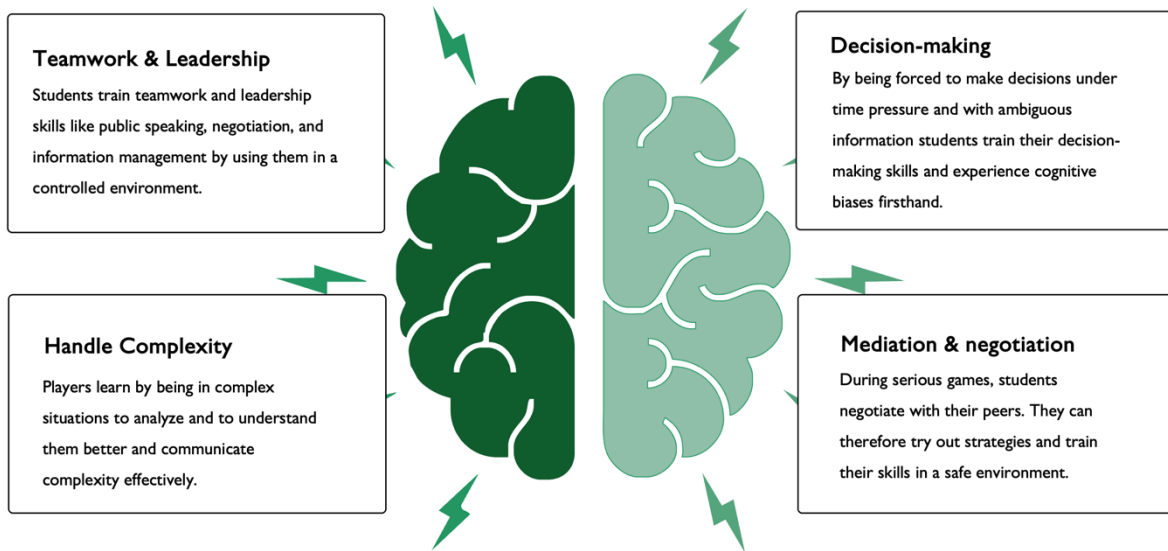 Teamwork & Leadership
Students train teamwork and leadership
skills like public speaking, negotiation, and
information management by using them in a
controlled environment.
Decision-making
By being forced to make decisions under
time pressure and with ambiguous
information students train their decision-
making skills and experience cognitive
biases firsthand.
Handle Complexity
Players learn by being in complex
situations to analyze and to understand
them better and communicate
complexity effectively.
Mediation & negotiation
During serious games, students
negotiate with their peers. They can
therefore try out strategies and train
their skills in a safe environment.